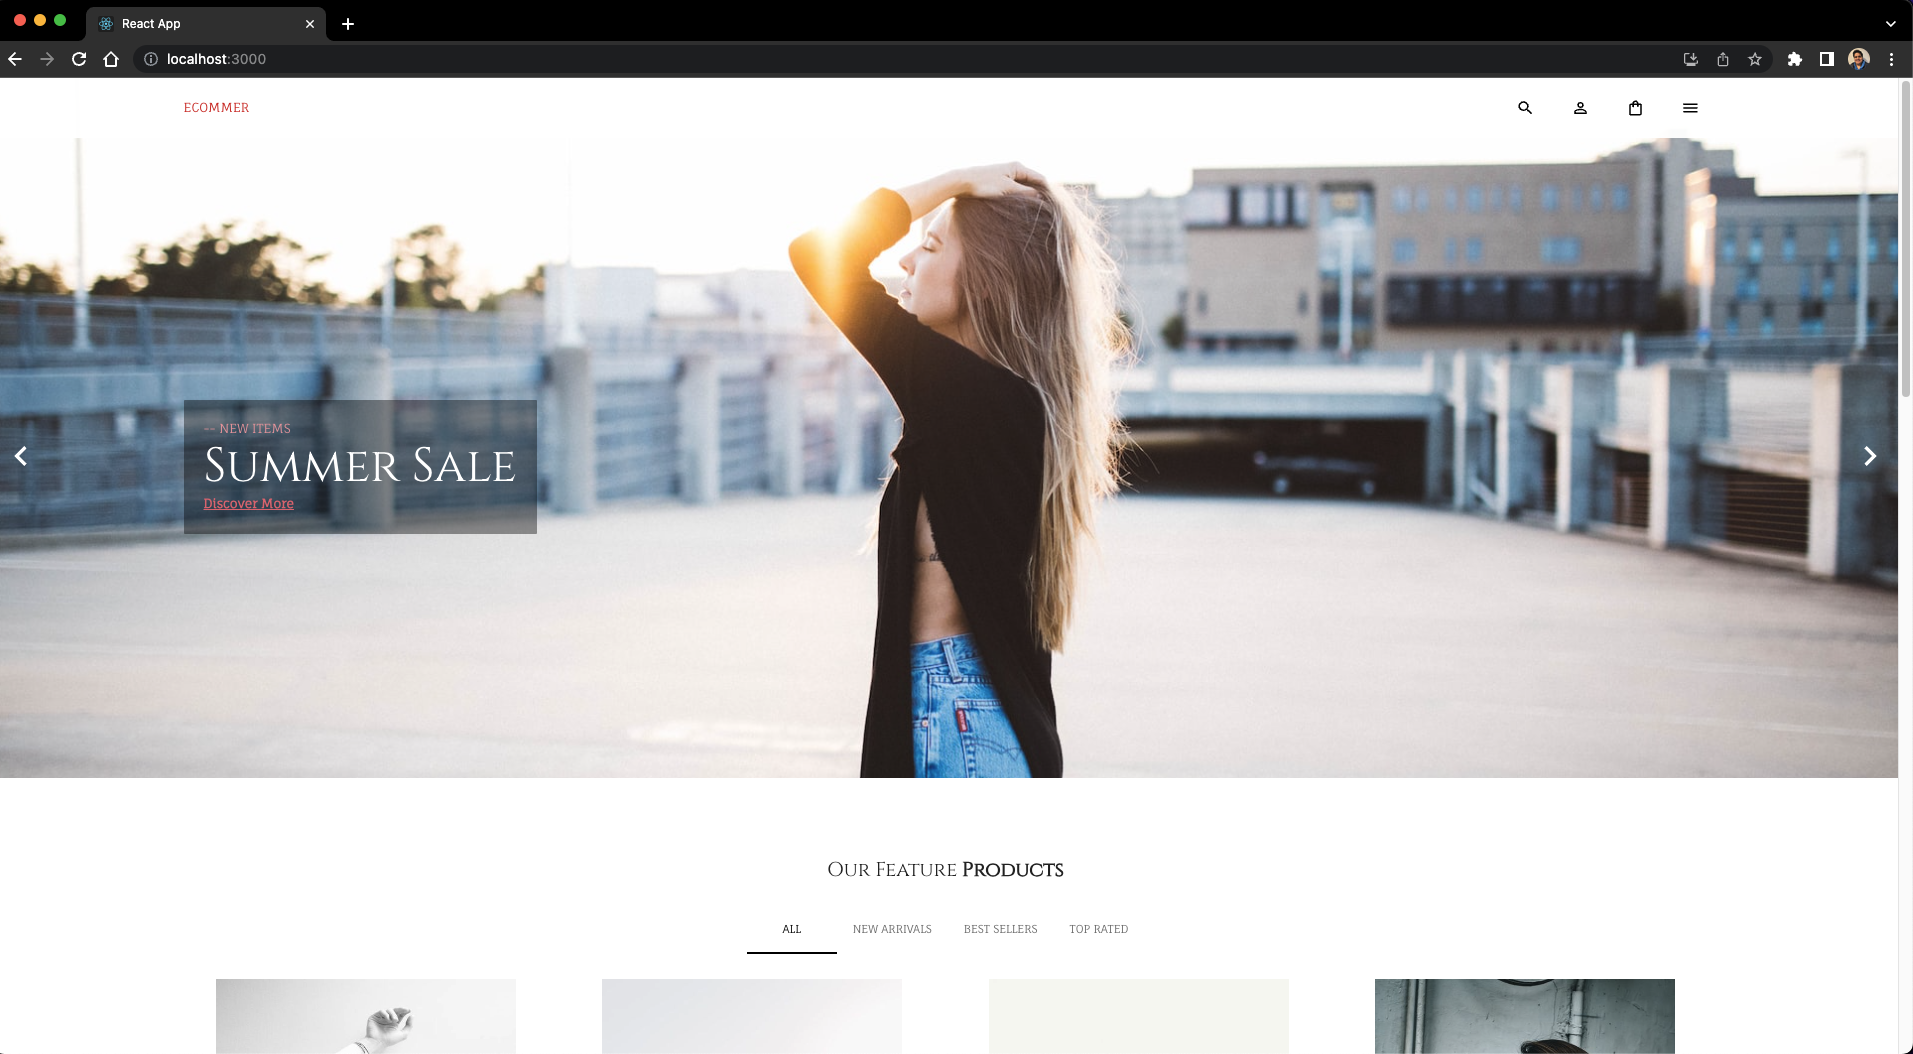 React App
localhost:3000
ECOMMER
-- NEW ITEMS
SUMMER SALE
Discover More
OUR FEATURE PRODUCTS
ALL NEW ARRIVALS BEST SELLERS TOP RATED